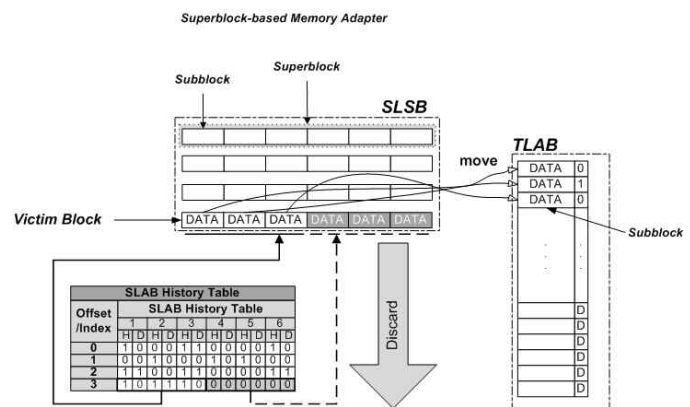 Superblock-based Memory Adapter
Subblock
Superblock
SLSB
TLAB
move
DATA 0
DATA 1
DATA 0
Victim Block
DATA DATA DATA DATA DATA DATA
Subblock
SLAB History Table
Offset /Index
SLAB History Table
1 2 3 4 5 6
H D H D H D H D H D H D
0 1 0 0 0 1 1 0 0 0 0 1 0
1 0 0 1 0 0 0 1 0 1 0 0 0
2 1 1 0 0 1 1 0 0 0 0 1 1
3 1 0 1 1 1 0 0 0 0 0 0 0
Discard
D
D
D
D
D
D